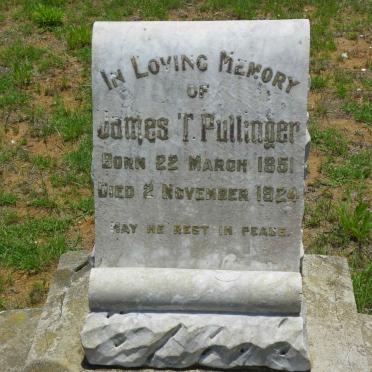 In Loving Memory
OF
James T Pullinger
Born 22 March 1851
Died 2 November 1924
MAY HE REST IN PEACE.